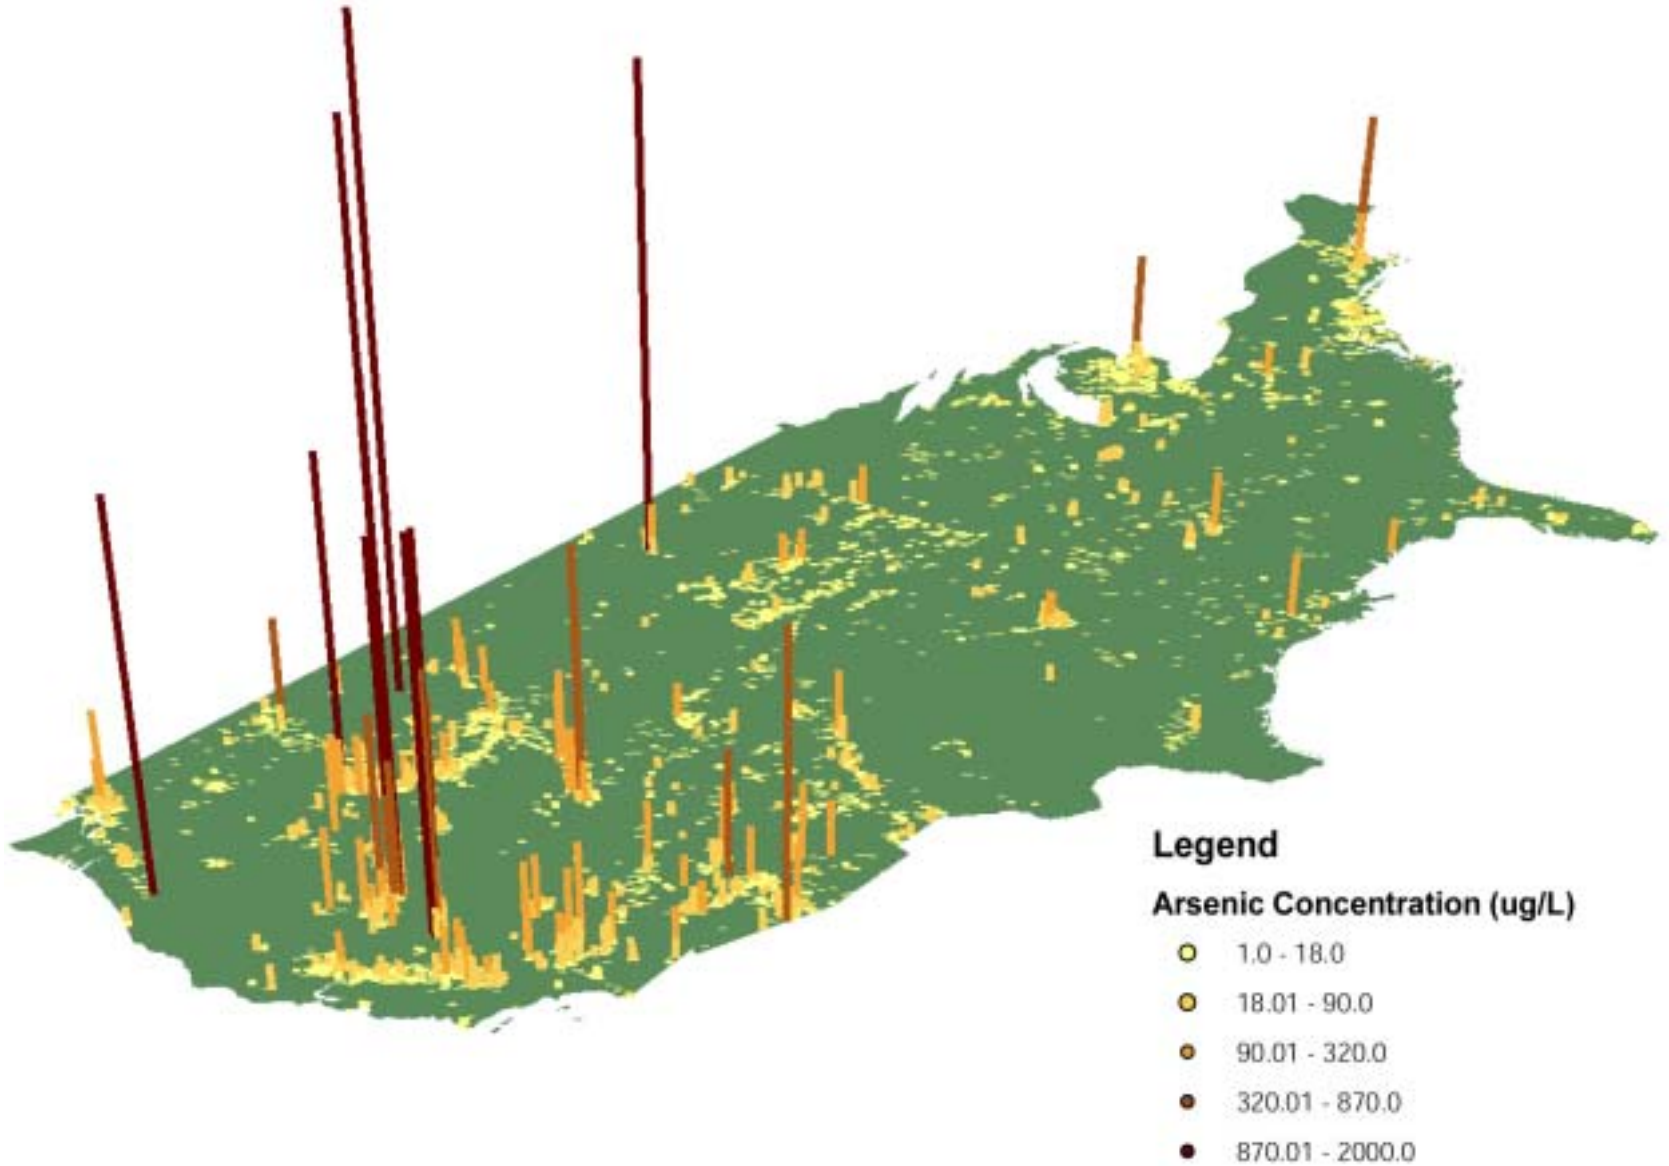 Legend
Arsenic Concentration (ug/L)
1.0 - 18.0
18.01 - 90.0
90.01 - 320.0
320.01 - 870.0
870.01 - 2000.0